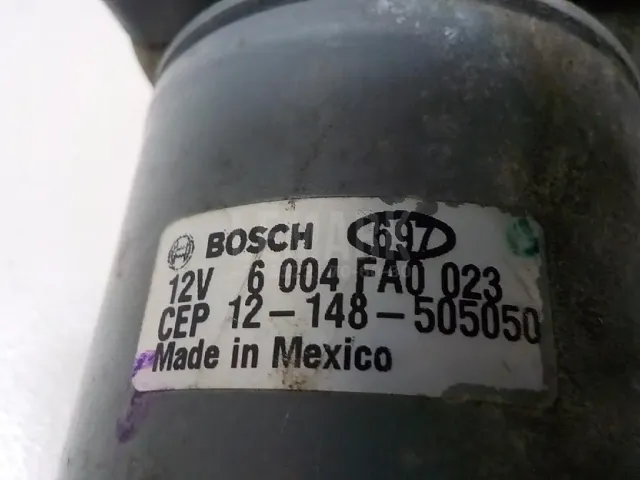 BOSCH 697
12V 6 004 FA0 023
CEP 12-148-505050
Made in Mexico